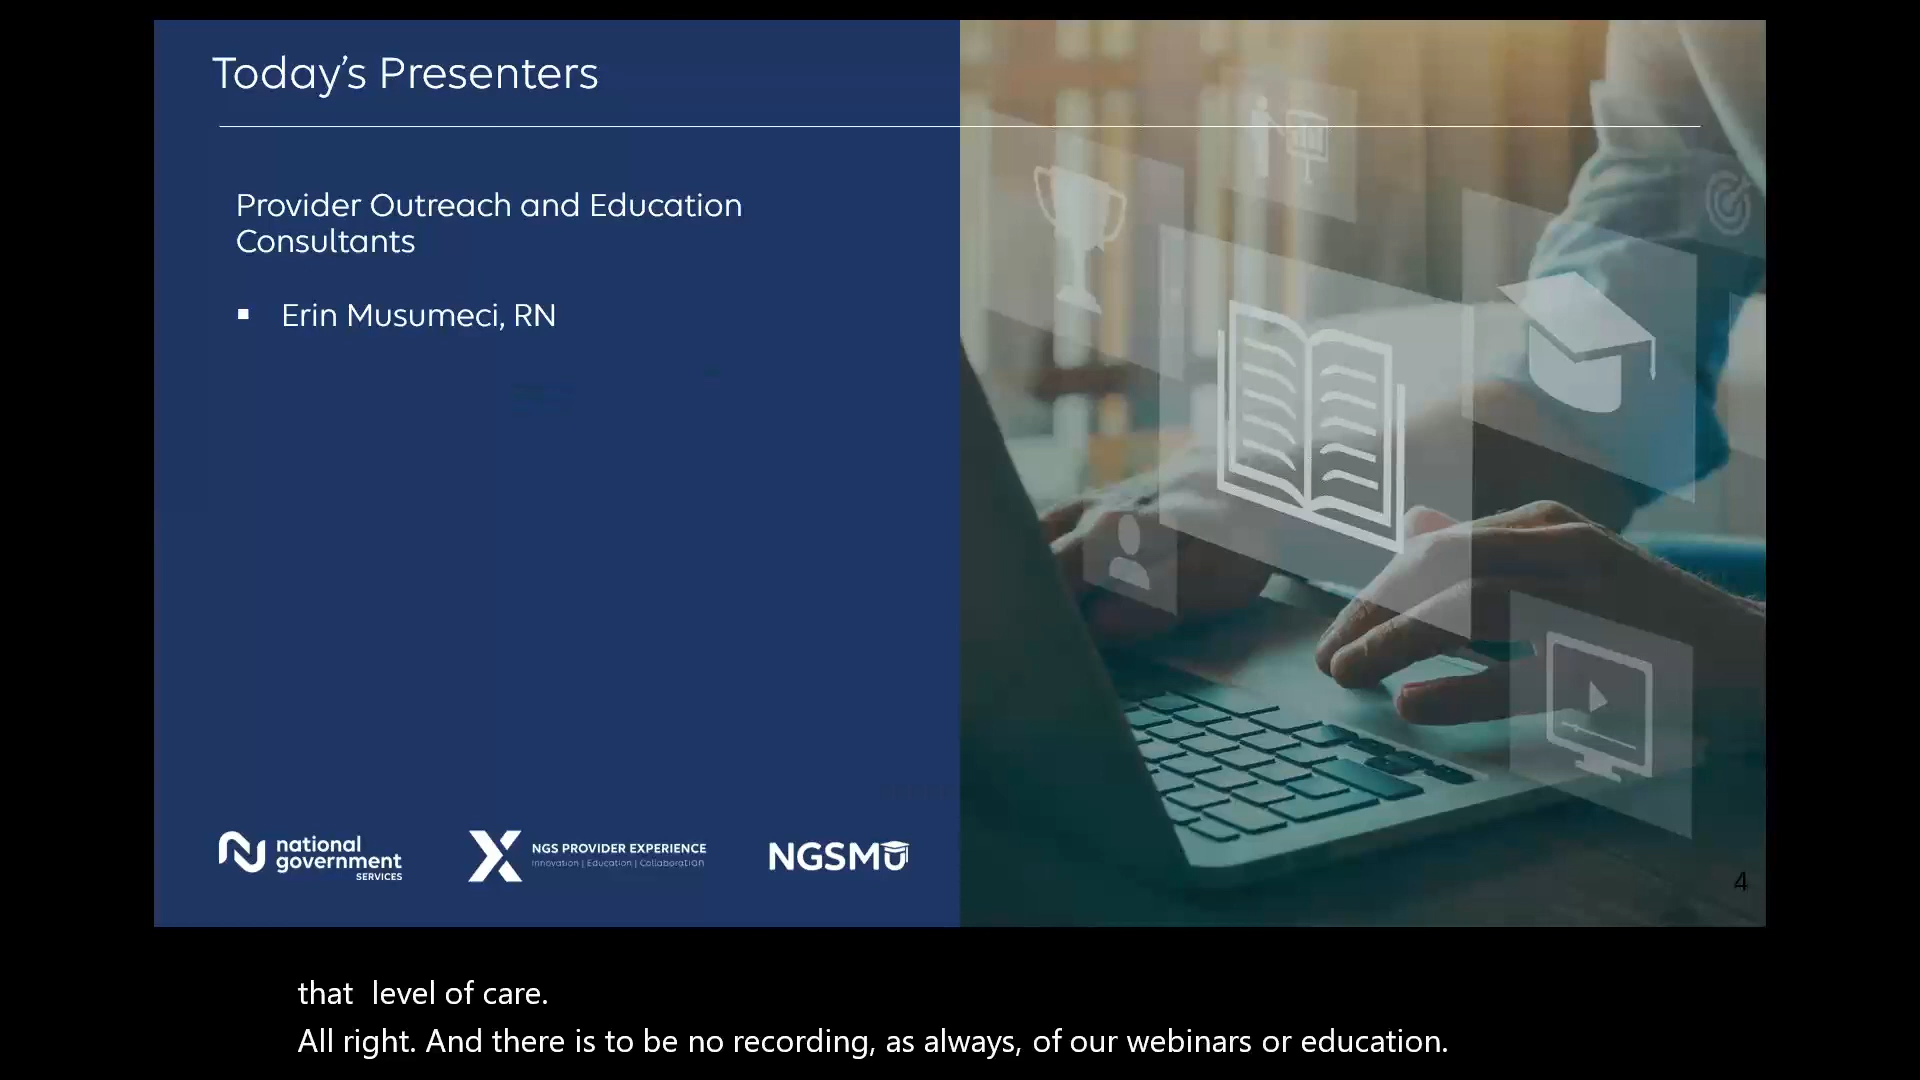 Today's Presenters
Provider Outreach and Education
Consultants
▪ Erin Musumeci, RN
national
government
SERVICES
NGS PROVIDER EXPERIENCE
Innovation | Education | Collaboration
NGSMU
4
that  level of care.
All right. And there is to be no recording, as always, of our webinars or education.